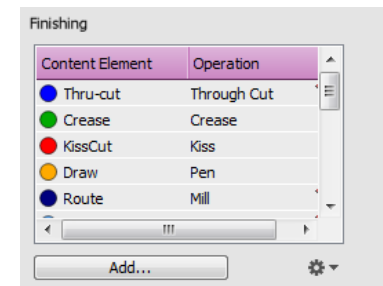 Finishing
Content Element Operation
Thru-cut Through Cut
Crease Crease
KissCut Kiss
Draw Pen
Route Mill
Add...